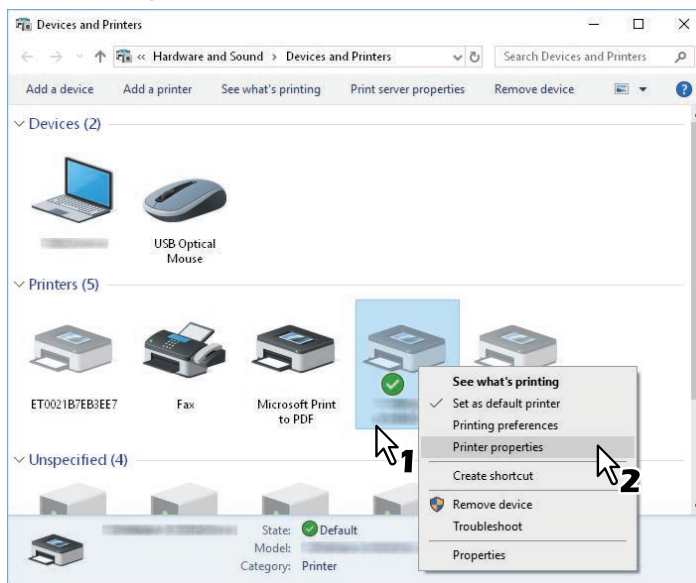 Devices and Printers
« Hardware and Sound > Devices and Printers
Search Devices and Printers
Add a device Add a printer See what's printing Print server properties Remove device
Devices (2)
USB Optical
Mouse
Printers (5)
ET0021B7EB3EE7 Fax Microsoft Print
to PDF
See what's printing
Set as default printer
Printing preferences
Printer properties
Create shortcut
Remove device
Troubleshoot
Properties
1
2
Unspecified (4)
State: Default
Model:
Category: Printer